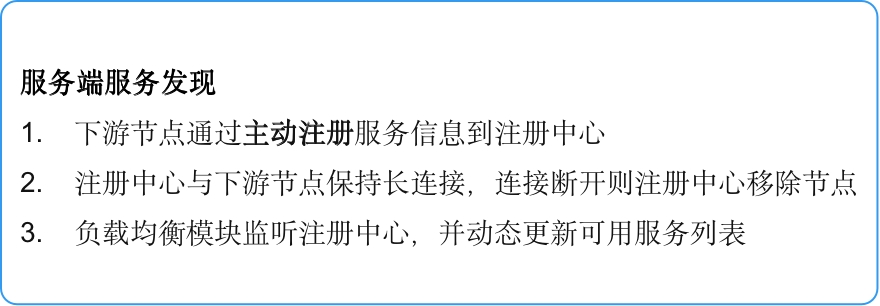 服务端服务发现
1. 下游节点通过主动注册服务信息到注册中心
2. 注册中心与下游节点保持长连接，连接断开则注册中心移除节点
3. 负载均衡模块监听注册中心，并动态更新可用服务列表